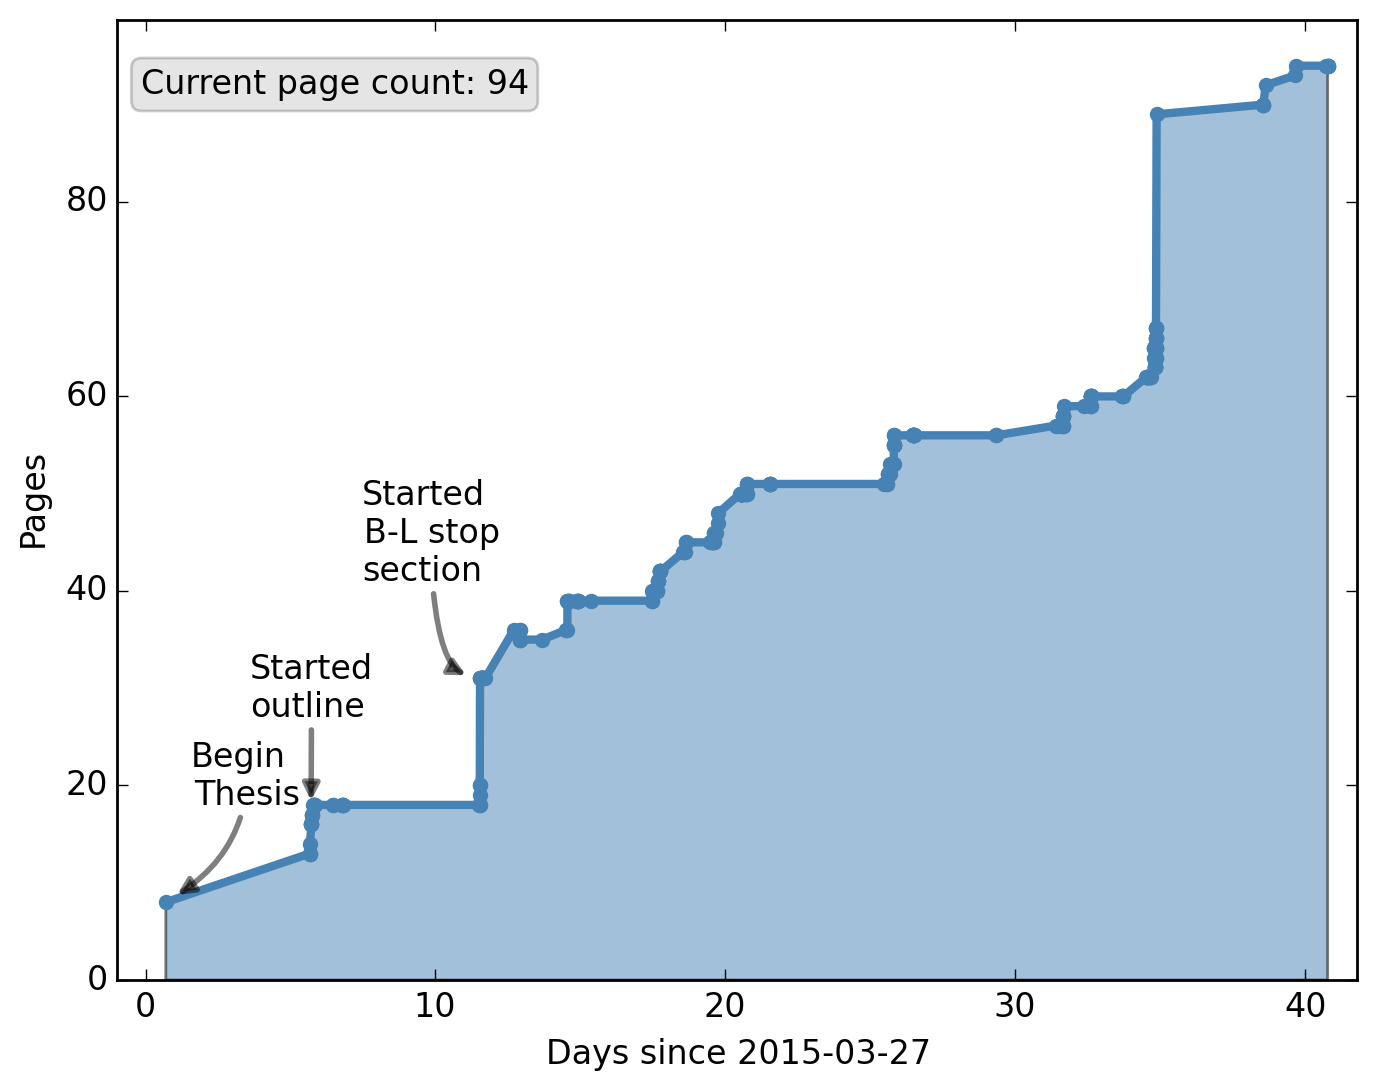 Current page count: 94
Started
B-L stop
section
Started
outline
Begin
Thesis
Pages
80
60
40
20
0
0 10 20 30 40
Days since 2015-03-27